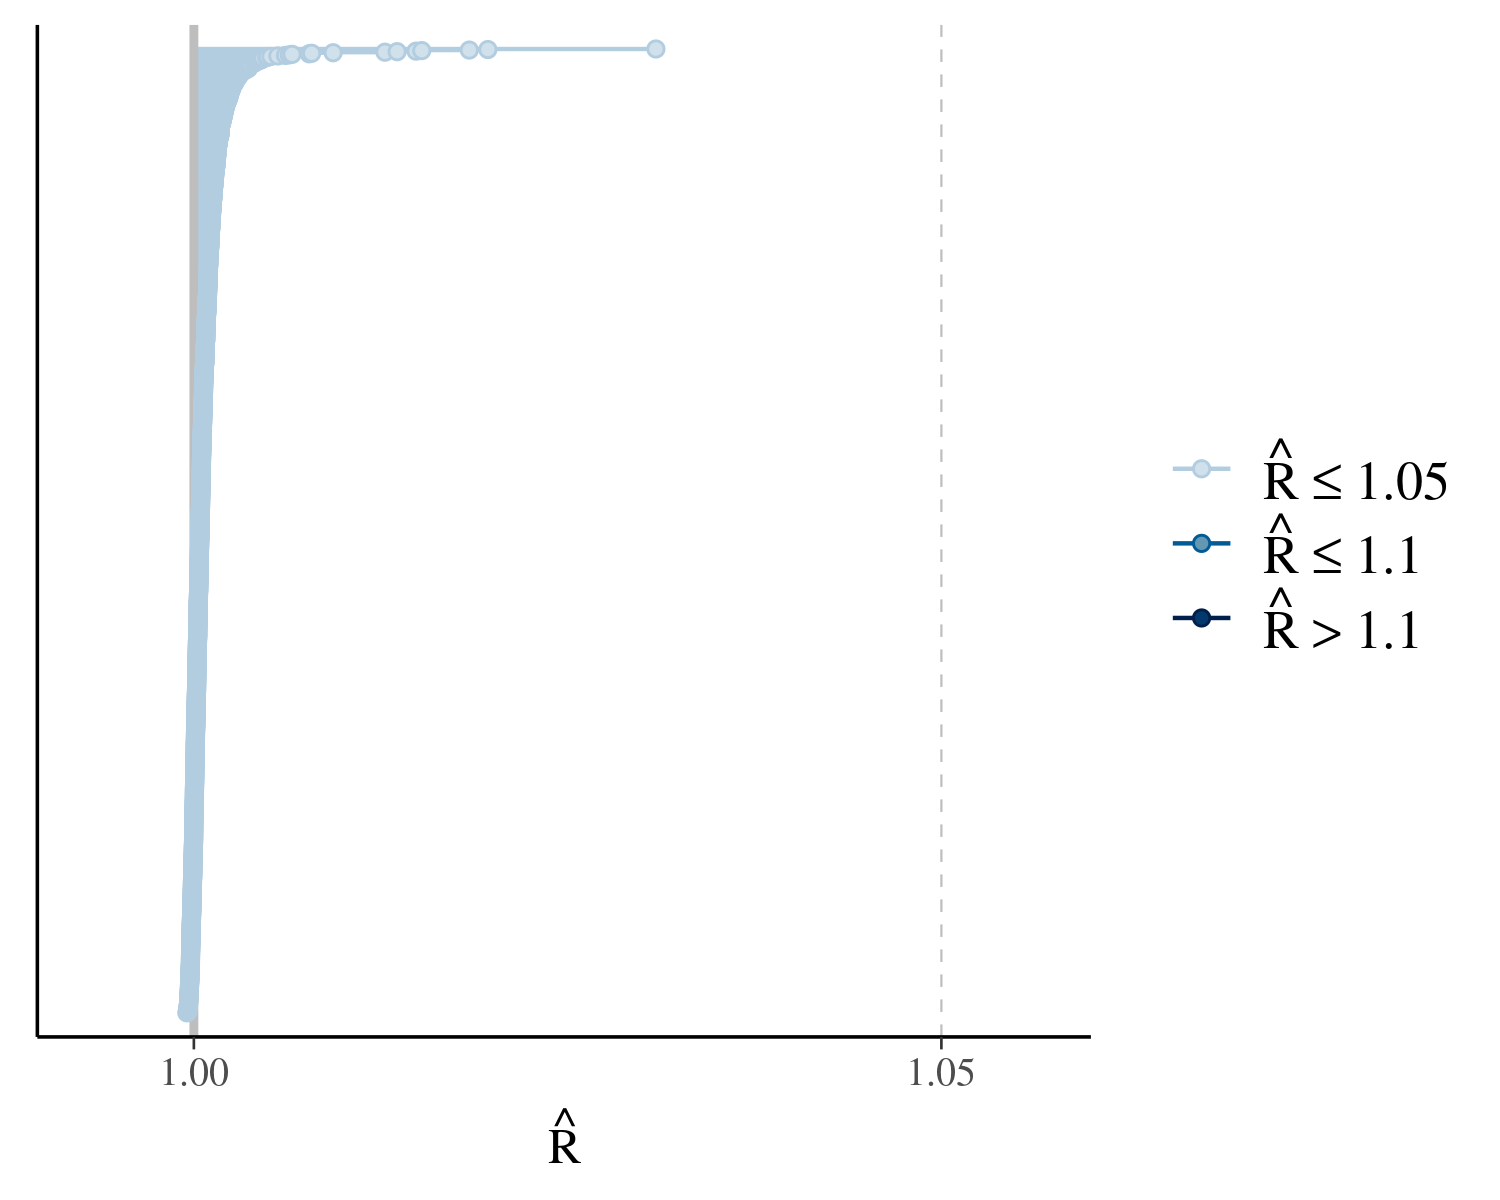 R̂ ≤ 1.05
R̂ ≤ 1.1
R̂ > 1.1
1.00 1.05
R̂